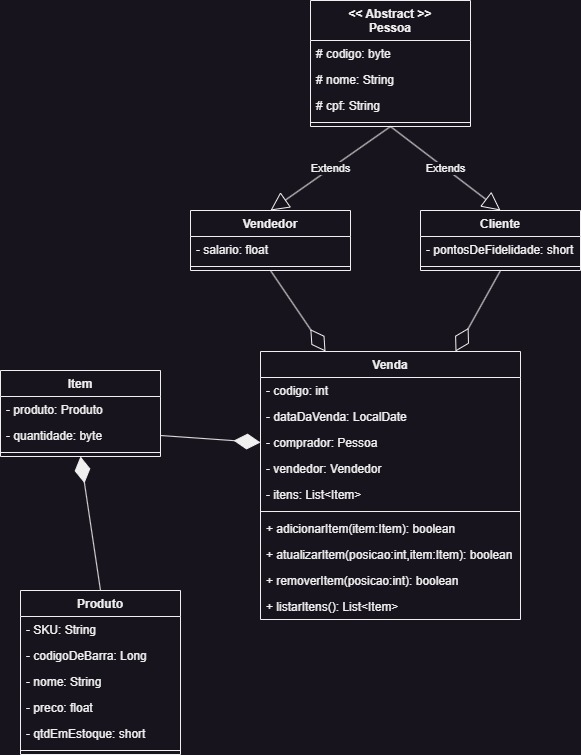 << Abstract >>
Pessoa
# codigo: byte
# nome: String
# cpf: String
Extends
Extends
Vendedor
- salario: float
Cliente
- pontosDeFidelidade: short
Item
- produto: Produto
- quantidade: byte
Venda
- codigo: int
- dataDaVenda: LocalDate
- comprador: Pessoa
- vendedor: Vendedor
- itens: List<Item>
+ adicionarItem(item:Item): boolean
+ atualizarItem(posicao:int,item:Item): boolean
+ removerItem(posicao:int): boolean
+ listarItens(): List<Item>
Produto
- SKU: String
- codigoDeBarra: Long
- nome: String
- preco: float
- qtdEmEstoque: short